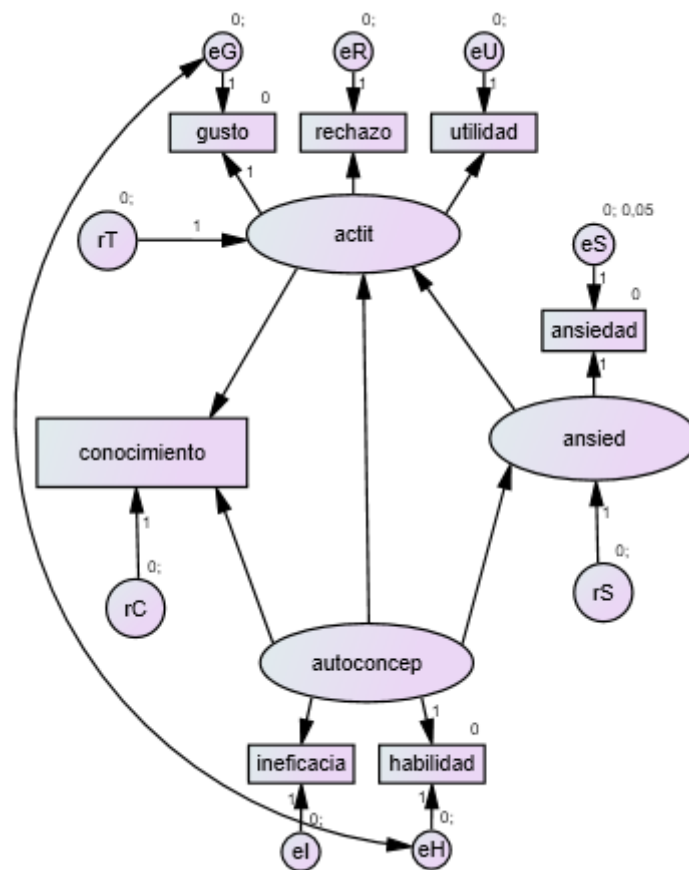 0; 0; 0;
eG eR eU
1 0 1 1
gusto rechazo utilidad
1
0;
rT 1 actit
0; 0,05
eS
1
0
ansiedad
1
ansied
conocimiento
1
1
0; 0;
rC rS
autoconcep
1
0
ineficacia habilidad
1 1
0; 0;
eI eH